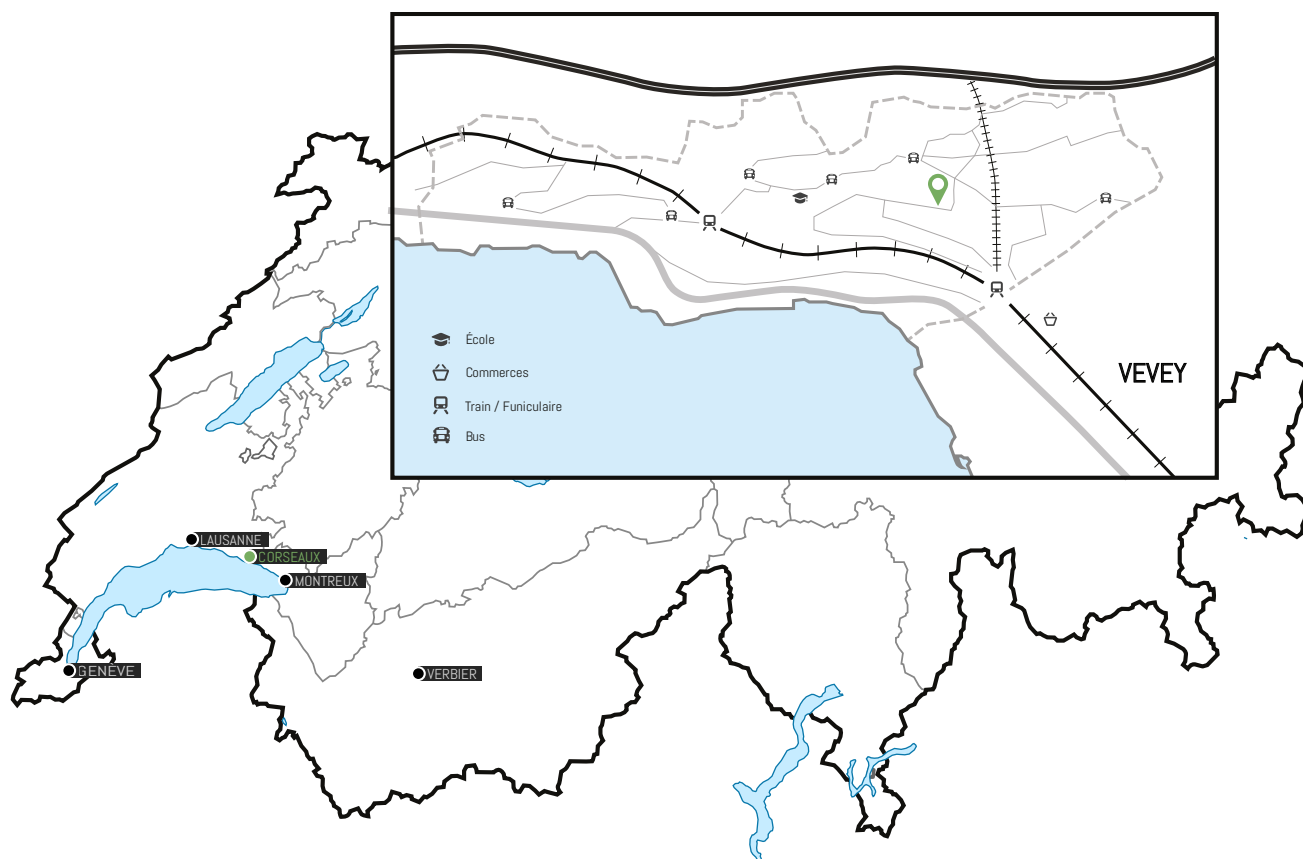 École
Commerces
VEVEY
Train / Funiculaire
Bus
LAUSANNE
CORSEAUX
MONTREUX
GENÈVE
VERBIER